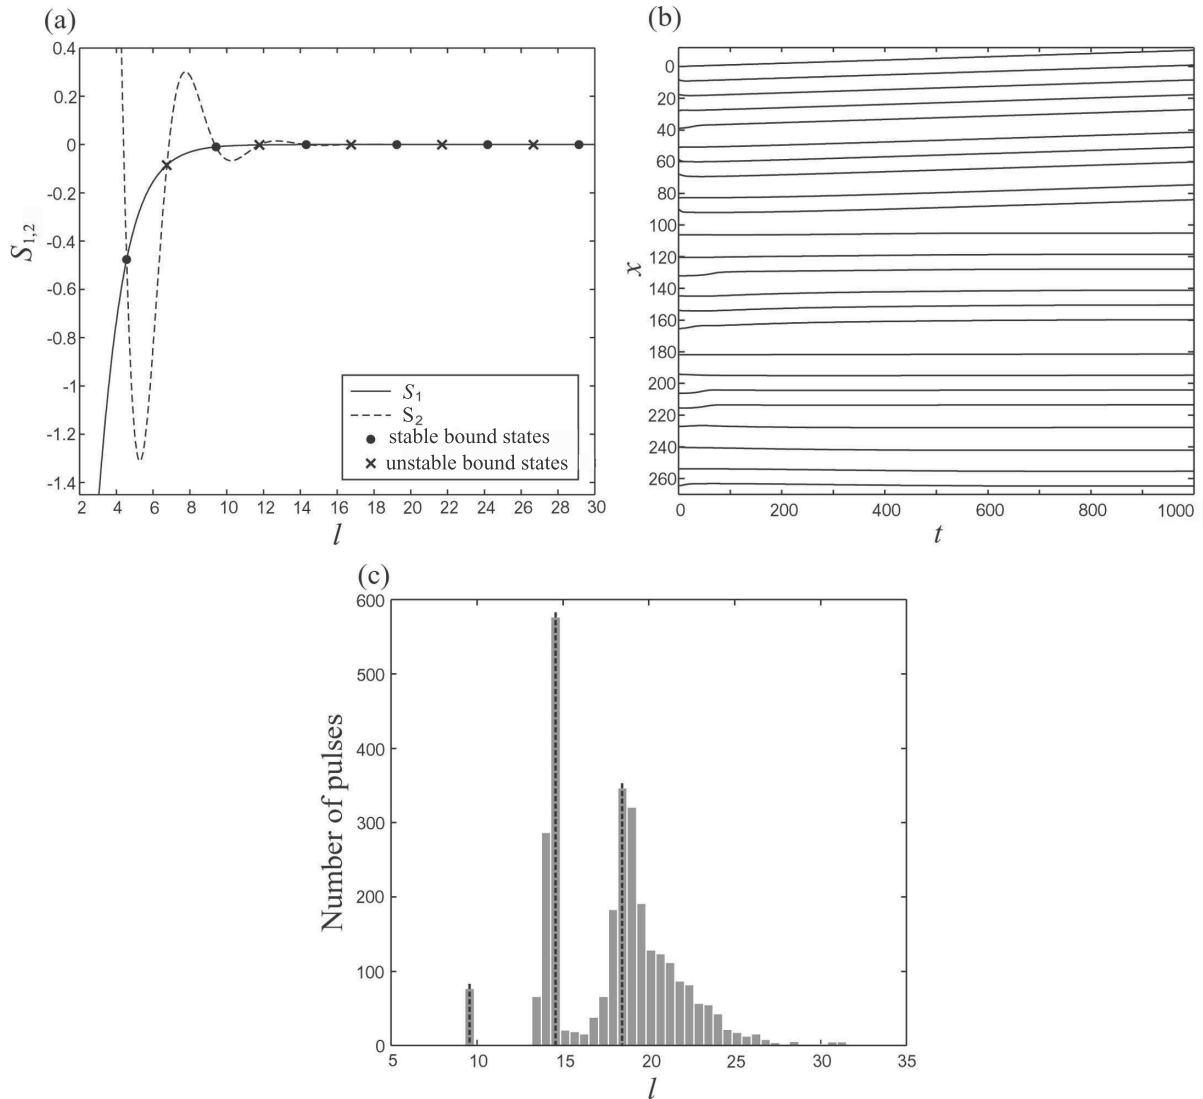 (a)
0.4
0.2
0
-0.2
-0.4
-0.6
-0.8
-1
-1.2
-1.4
S1,2
2 4 6 8 10 12 14 16 18 20 22 24 26 28 30
l
S1
S2
stable bound states
unstable bound states
(b)
0
20
40
60
80
100
120
140
160
180
200
220
240
260
x
0 200 400 600 800 1000
t
(c)
600
500
400
300
200
100
0
Number of pulses
5 10 15 20 25 30 35
l